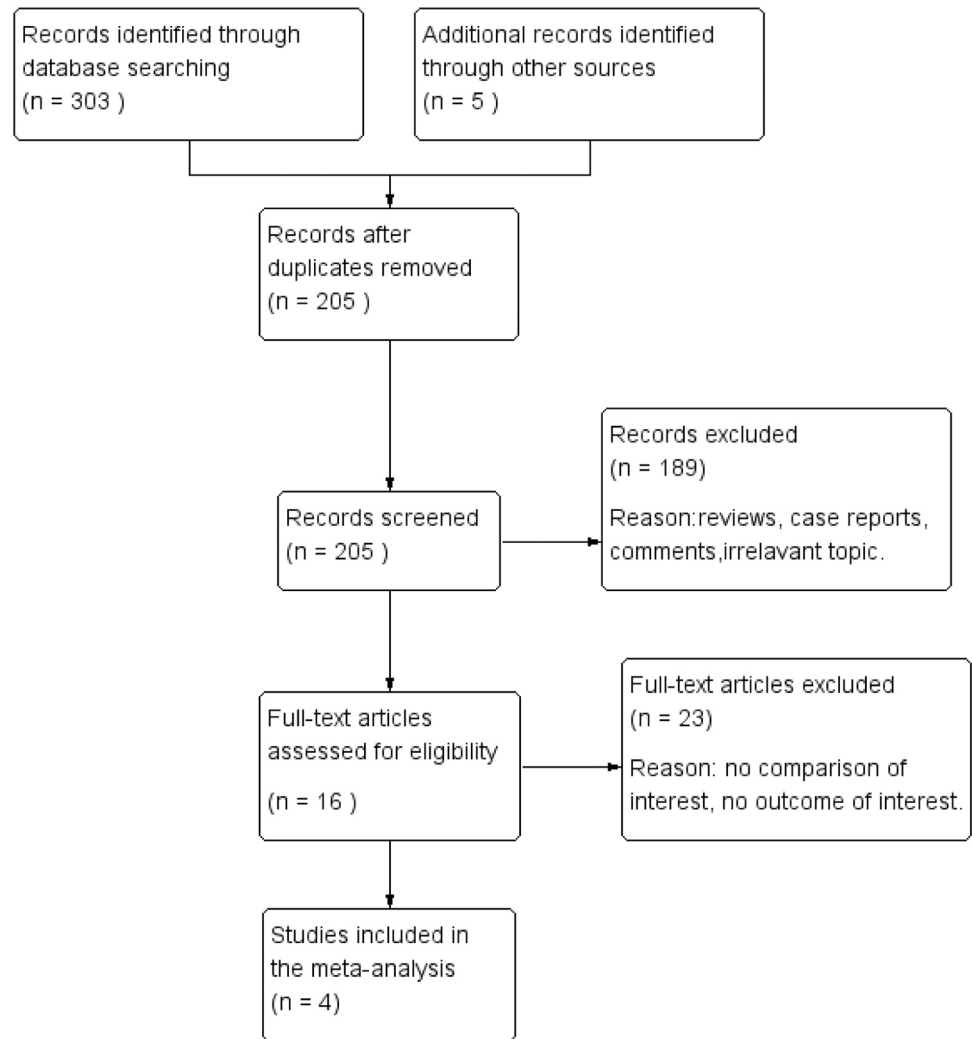 Records identified through
database searching
(n = 303 )
Additional records identified
through other sources
(n = 5 )
Records after
duplicates removed
(n = 205 )
Records screened
(n = 205 )
Records excluded
(n = 189)
Reason:reviews, case reports,
comments,irrelavant topic.
Full-text articles
assessed for eligibility
(n = 16 )
Full-text articles excluded
(n = 23)
Reason: no comparison of
interest, no outcome of interest.
Studies included in
the meta-analysis
(n = 4)